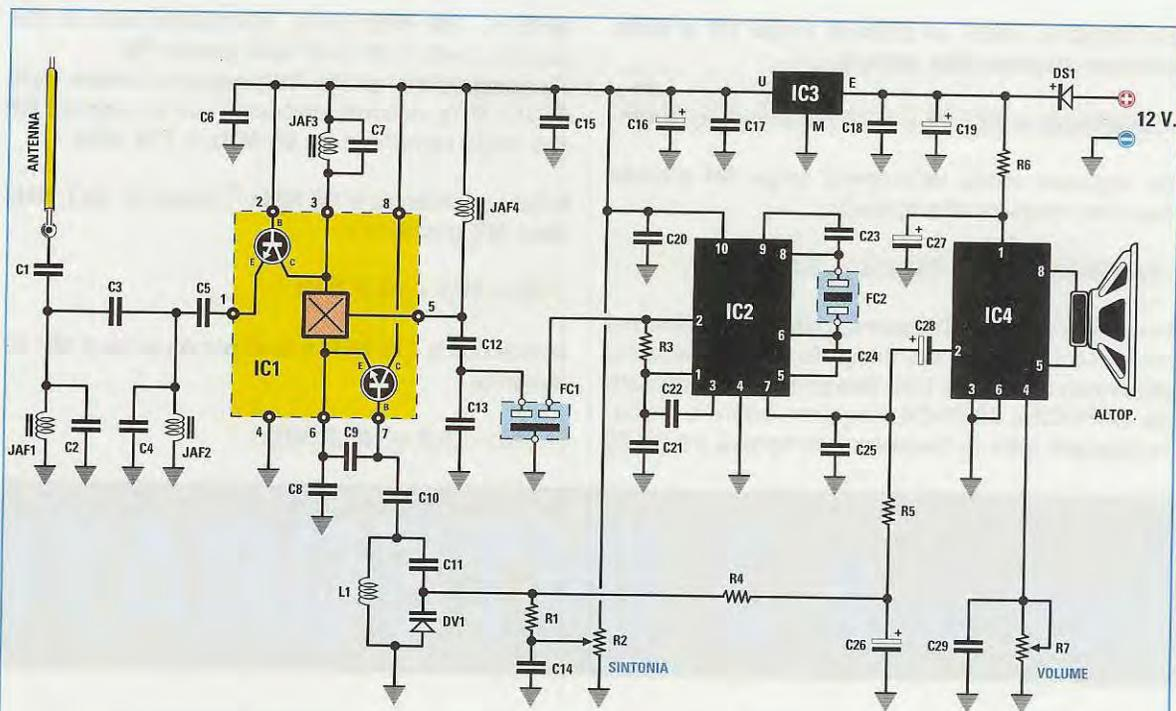 ANTENNA
C1
C3
C5
JAF1
C2
C4
JAF2
C6
JAF3
C7
2
3
8
B
E
C
1
5
IC1
E
C
B
4
6
7
C9
C8
C10
C11
L1
DV1
C15
JAF4
C12
C13
FC1
C16
C17
U
IC3
E
M
C18
C19
DS1
+
12 V.
R6
C27
C20
10
9
8
C23
FC2
IC2
2
6
R3
1
3
4
7
5
C24
C22
C21
C25
C28
1
8
IC4
2
5
3
6
4
ALTOP.
R5
R4
R1
C14
R2
SINTONIA
C26
C29
R7
VOLUME